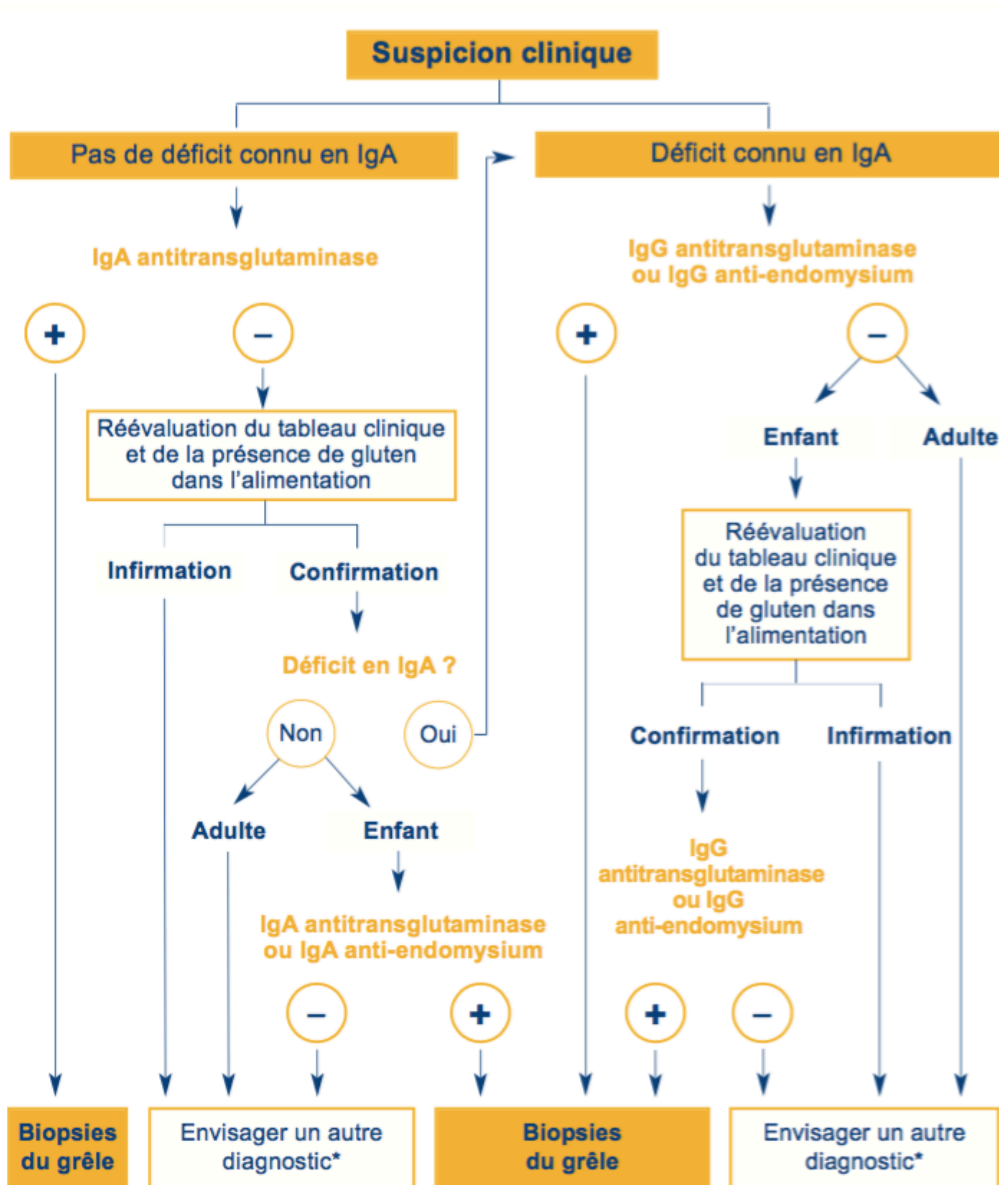 Suspicion clinique
Pas de déficit connu en IgA
Déficit connu en IgA
IgA antitransglutaminase
IgG antitransglutaminase
ou IgG anti-endomysium
+
–
+
–
Réévaluation du tableau clinique
et de la présence de gluten
dans l'alimentation
Enfant
Adulte
Réévaluation
du tableau clinique
et de la présence
de gluten dans
l'alimentation
Infirmation
Confirmation
Déficit en IgA ?
Non
Oui
Confirmation
Infirmation
Adulte
Enfant
IgG
antitransglutaminase
ou IgG
anti-endomysium
IgA antitransglutaminase
ou IgA anti-endomysium
–
+
+
–
Biopsies
du grêle
Envisager un autre
diagnostic*
Biopsies
du grêle
Envisager un autre
diagnostic*